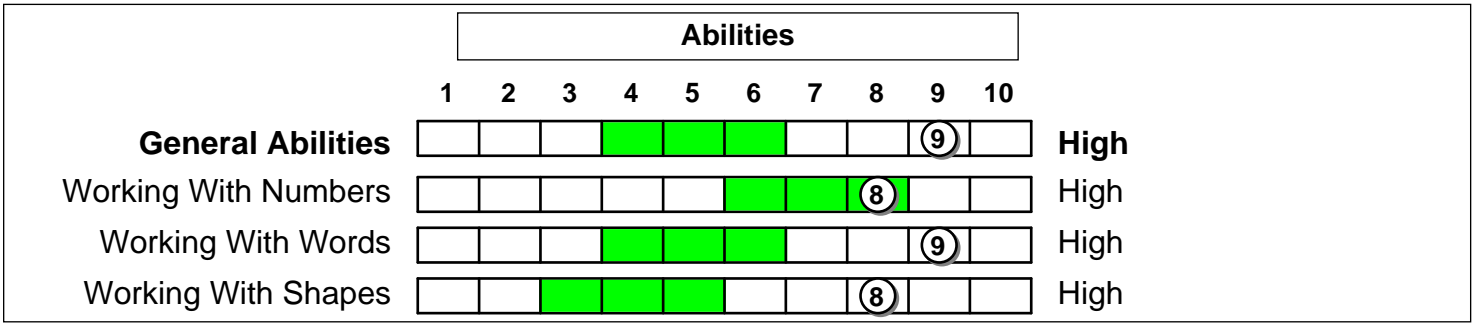 Abilities
1 2 3 4 5 6 7 8 9 10
General Abilities 9 High
Working With Numbers 8 High
Working With Words 9 High
Working With Shapes 8 High